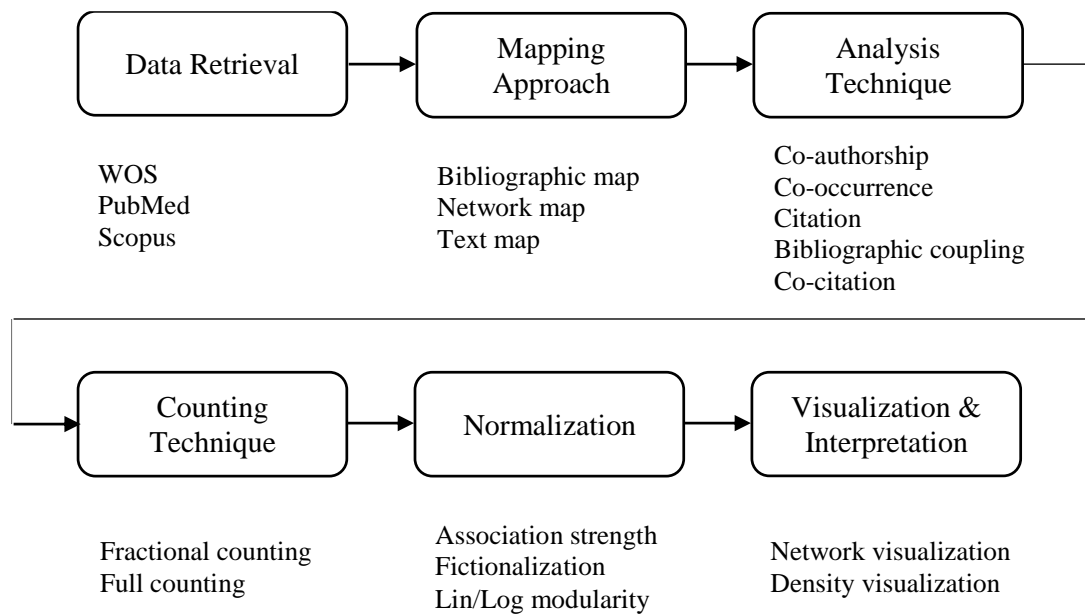 Data Retrieval
WOS
PubMed
Scopus
Mapping
Approach
Bibliographic map
Network map
Text map
Analysis
Technique
Co-authorship
Co-occurrence
Citation
Bibliographic coupling
Co-citation
Counting
Technique
Fractional counting
Full counting
Normalization
Association strength
Fictionalization
Lin/Log modularity
Visualization &
Interpretation
Network visualization
Density visualization